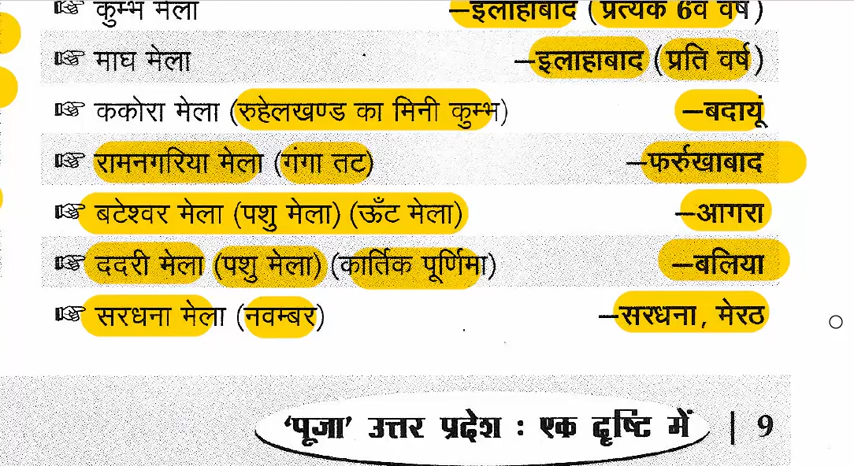 ☞ कुम्भ मेला –इलाहाबाद (प्रत्येक 6वें वर्ष)
☞ माघ मेला –इलाहाबाद (प्रति वर्ष)
☞ ककोरा मेला (रुहेलखण्ड का मिनी कुम्भ) –बदायूं
☞ रामनगरिया मेला (गंगा तट) –फर्रुखाबाद
☞ बटेश्वर मेला (पशु मेला) (ऊँट मेला) –आगरा
☞ ददरी मेला (पशु मेला) (कार्तिक पूर्णिमा) –बलिया
☞ सरधना मेला (नवम्बर) –सरधना, मेरठ
‘पूजा’ उत्तर प्रदेश : एक दृष्टि में | 9